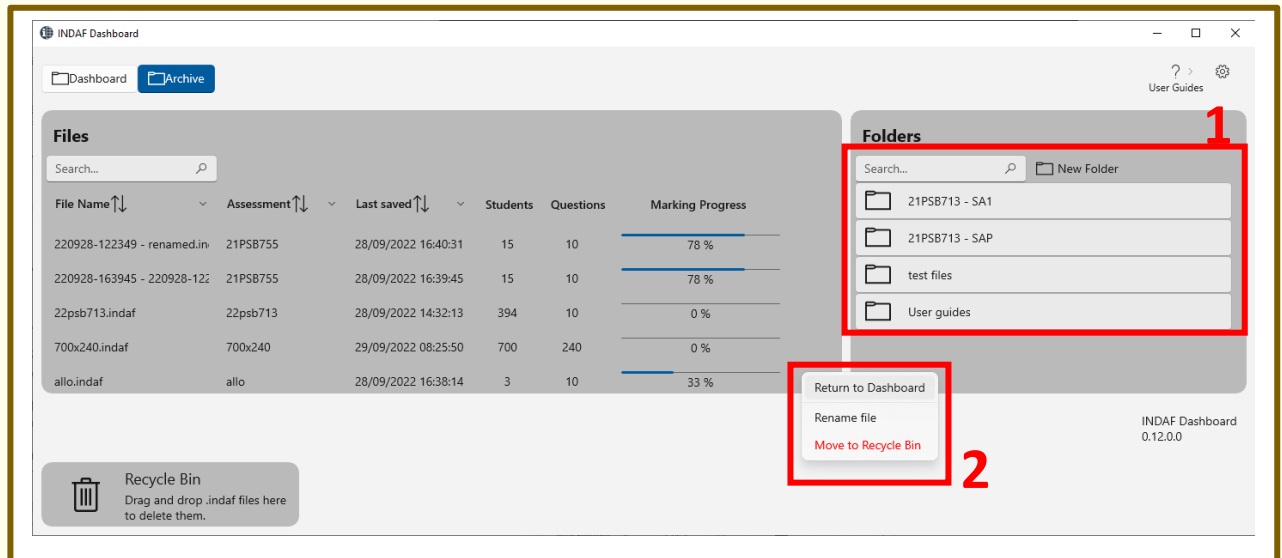 INDAF Dashboard
Dashboard Archive
? >
User Guides
Files
Search...
File Name Assessment Last saved Students Questions Marking Progress
220928-122349 - renamed.in 21PSB755 28/09/2022 16:40:31 15 10 78 %
220928-163945 - 220928-122 21PSB755 28/09/2022 16:39:45 15 10 78 %
22psb713.indaf 22psb713 28/09/2022 14:32:13 394 10 0 %
700x240.indaf 700x240 29/09/2022 08:25:50 700 240 0 %
allo.indaf allo 28/09/2022 16:38:14 3 10 33 %
Folders
1
Search... New Folder
21PSB713 - SA1
21PSB713 - SAP
test files
User guides
Return to Dashboard
Rename file
Move to Recycle Bin
2
INDAF Dashboard
0.12.0.0
Recycle Bin
Drag and drop .indaf files here
to delete them.